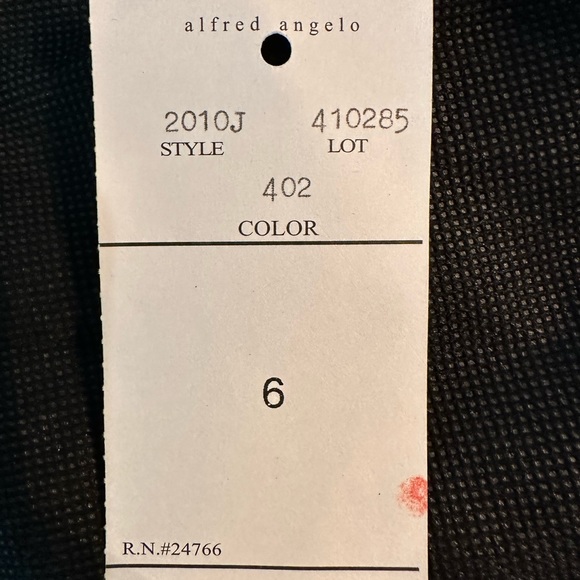 alfred angelo
2010J 410285
STYLE LOT
402
COLOR
6
R.N.#24766